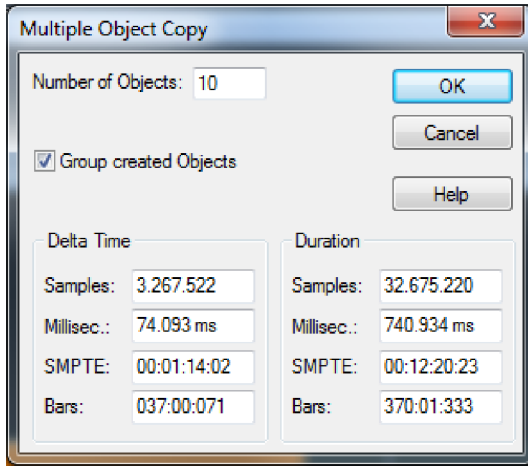 Multiple Object Copy
Number of Objects: 10
OK
Cancel
Group created Objects
Help
Delta Time
Samples: 3.267.522
Millisec.: 74.093 ms
SMPTE: 00:01:14:02
Bars: 037:00:071
Duration
Samples: 32.675.220
Millisec.: 740.934 ms
SMPTE: 00:12:20:23
Bars: 370:01:333